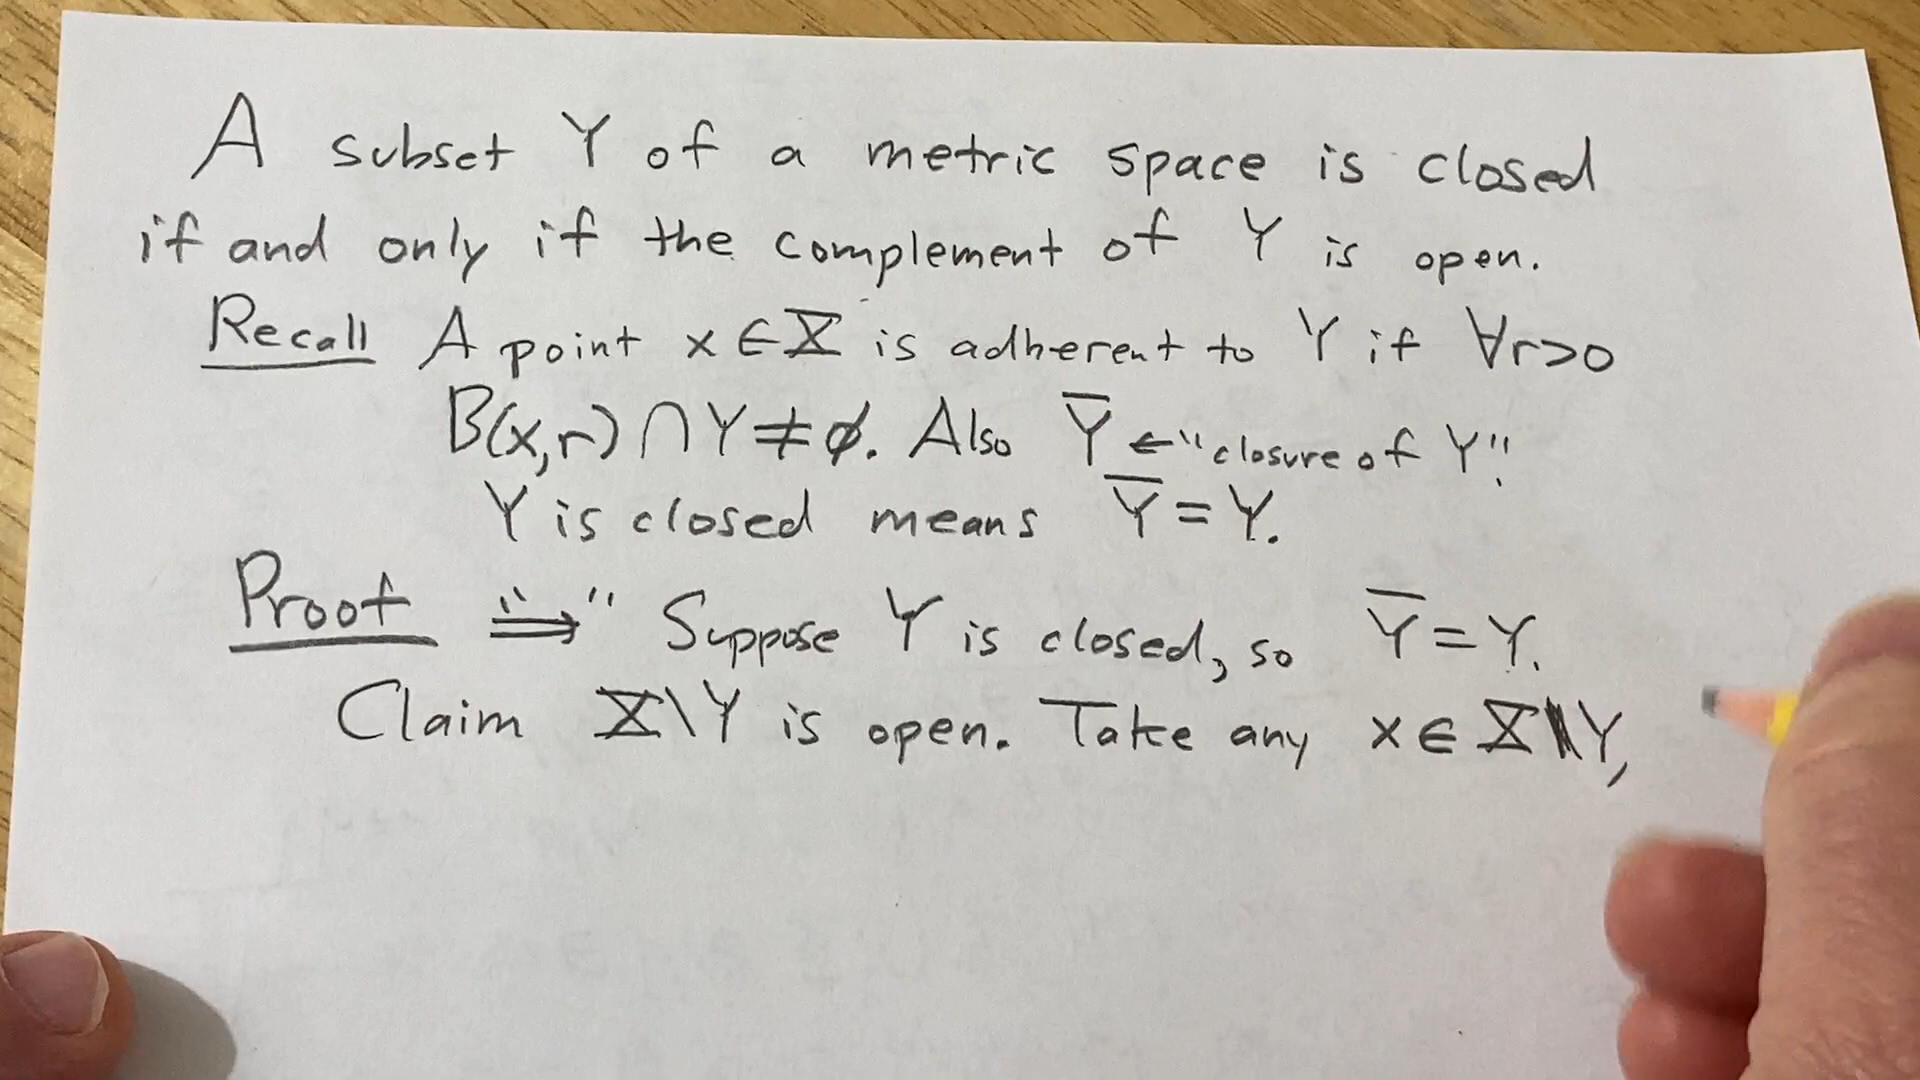 A subset Y of a metric space is closed
if and only if the complement of Y is open.
Recall A point x ∈ X is adherent to Y if ∀r>0
B(x,r) ∩ Y ≠ ∅. Also Y̅ ← "closure of Y".
Y is closed means Y̅ = Y.
Proof "⇒" Suppose Y is closed, so Y̅ = Y.
Claim X\Y is open. Take any x ∈ X\Y,